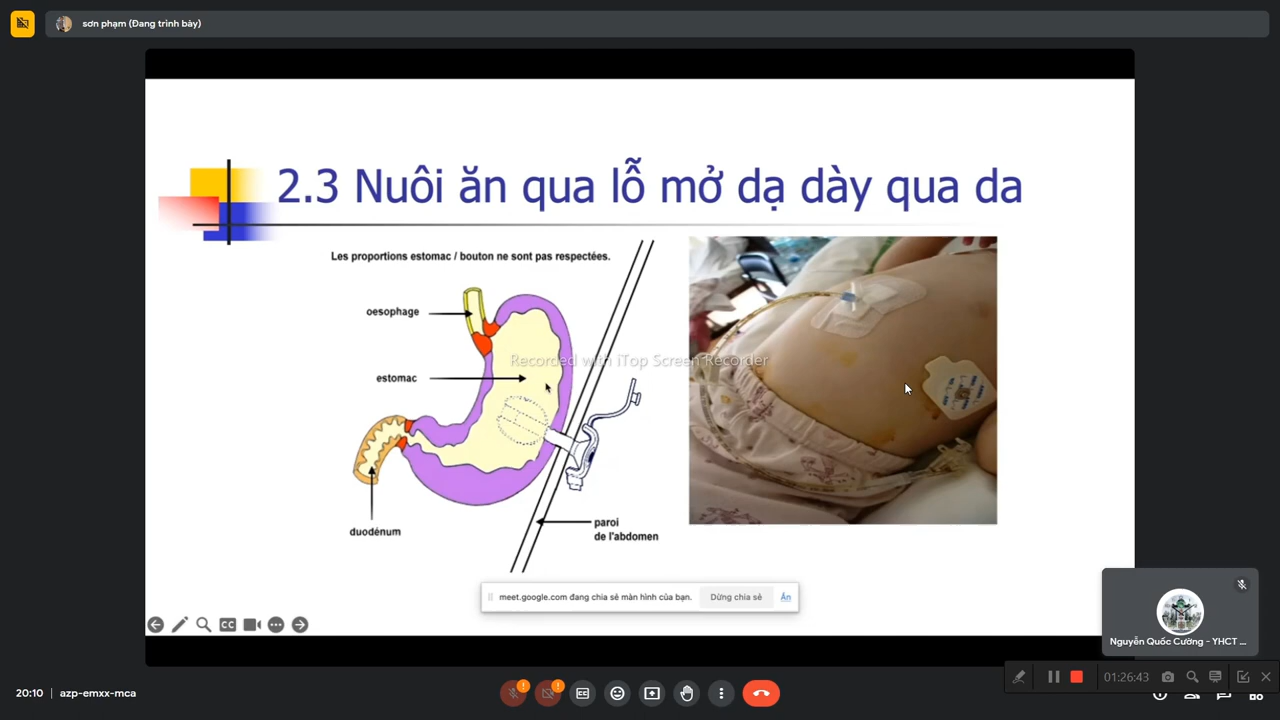 sơn phạm (Đang trình bày)
2.3 Nuôi ăn qua lỗ mở dạ dày qua da
Les proportions estomac / bouton ne sont pas respectées.
oesophage
Recorded with iTop Screen Recorder
estomac
duodénum
paroi
de l'abdomen
meet.google.com đang chia sẻ màn hình của bạn.
Dừng chia sẻ
Ẩn
CC
Nguyễn Quốc Cường - YHCT ...
01:26:43
20:10
azp-emxx-mca